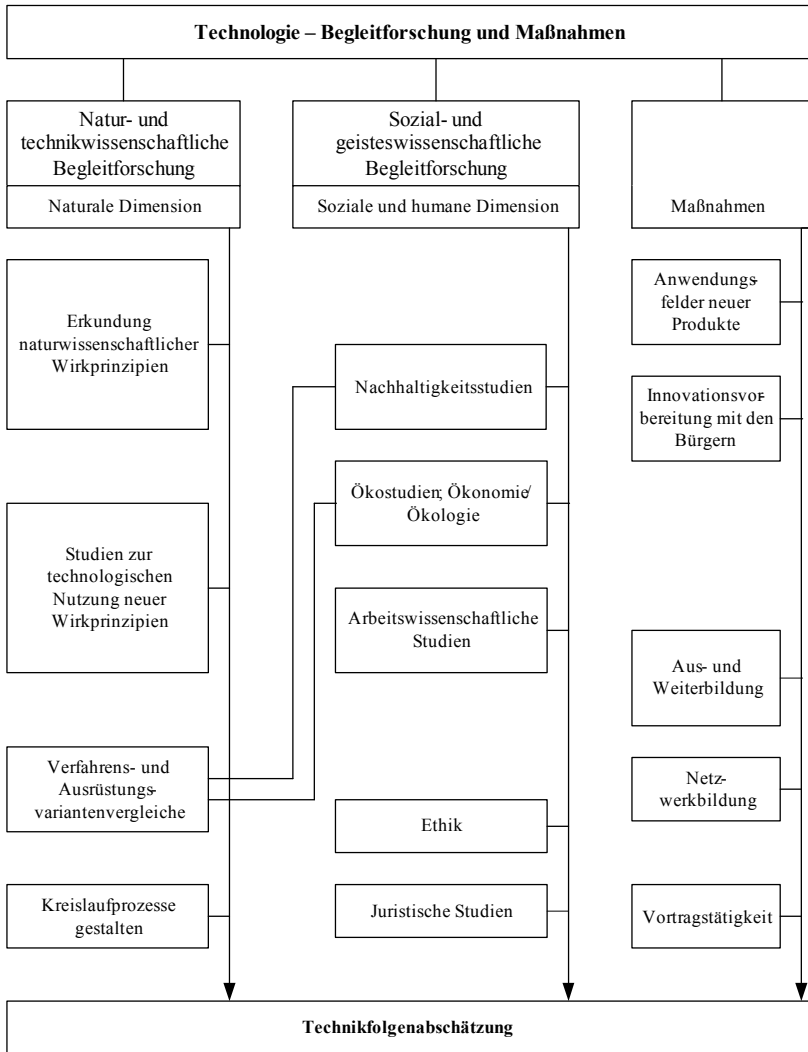 Technologie – Begleitforschung und Maßnahmen
Natur- und
technikwissenschaftliche
Begleitforschung
Naturale Dimension
Erkundung
naturwissenschaftlicher
Wirkprinzipien
Studien zur
technologischen
Nutzung neuer
Wirkprinzipien
Verfahrens- und
Ausrüstungs-
variantenvergleiche
Kreislaufprozesse
gestalten
Sozial- und
geisteswissenschaftliche
Begleitforschung
Soziale und humane Dimension
Nachhaltigkeitsstudien
Ökostudien; Ökonomie/
Ökologie
Arbeitswissenschaftliche
Studien
Ethik
Juristische Studien
Maßnahmen
Anwendungs-
felder neuer
Produkte
Innovationsvor-
bereitung mit den
Bürgern
Aus- und
Weiterbildung
Netz-
werkbildung
Vortragstätigkeit
Technikfolgenabschätzung